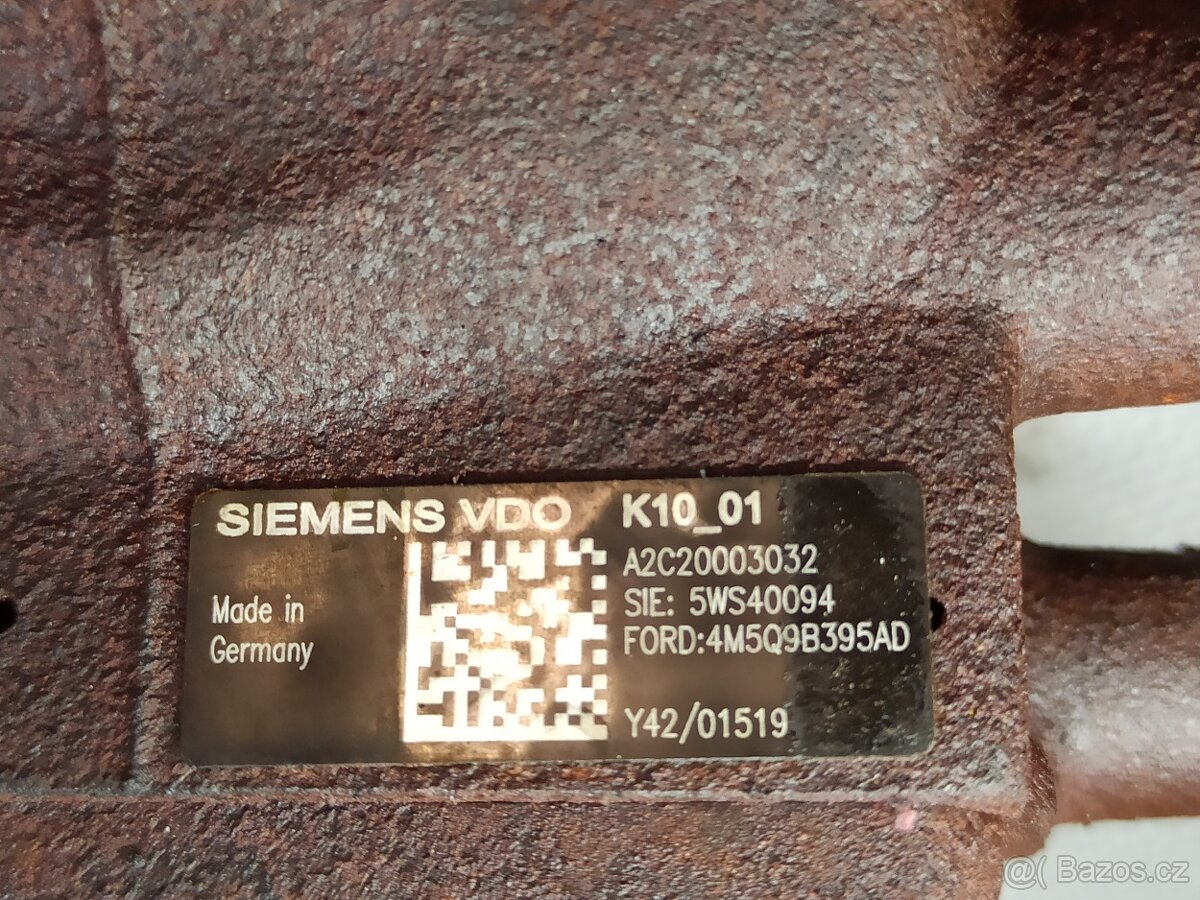 SIEMENS VDO
Made in
Germany
K10_01
A2C20003032
SIE: 5WS40094
FORD:4M5Q9B395AD
Y42/01519
@( Bazos.cz